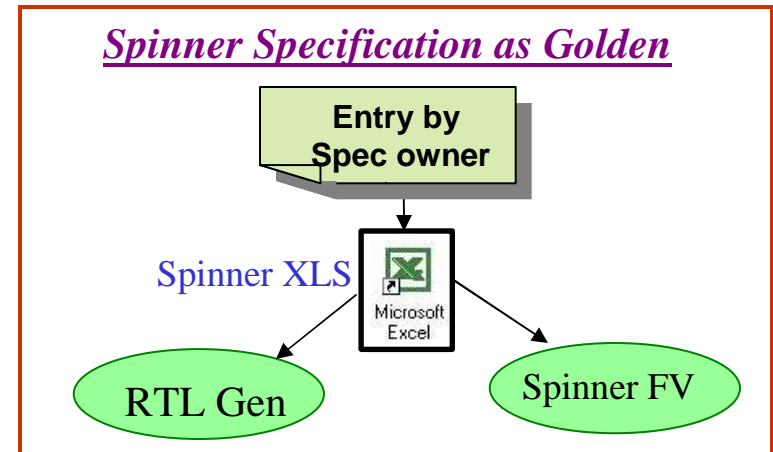 Spinner Specification as Golden
Entry by
Spec owner
Spinner XLS
Microsoft
Excel
RTL Gen
Spinner FV